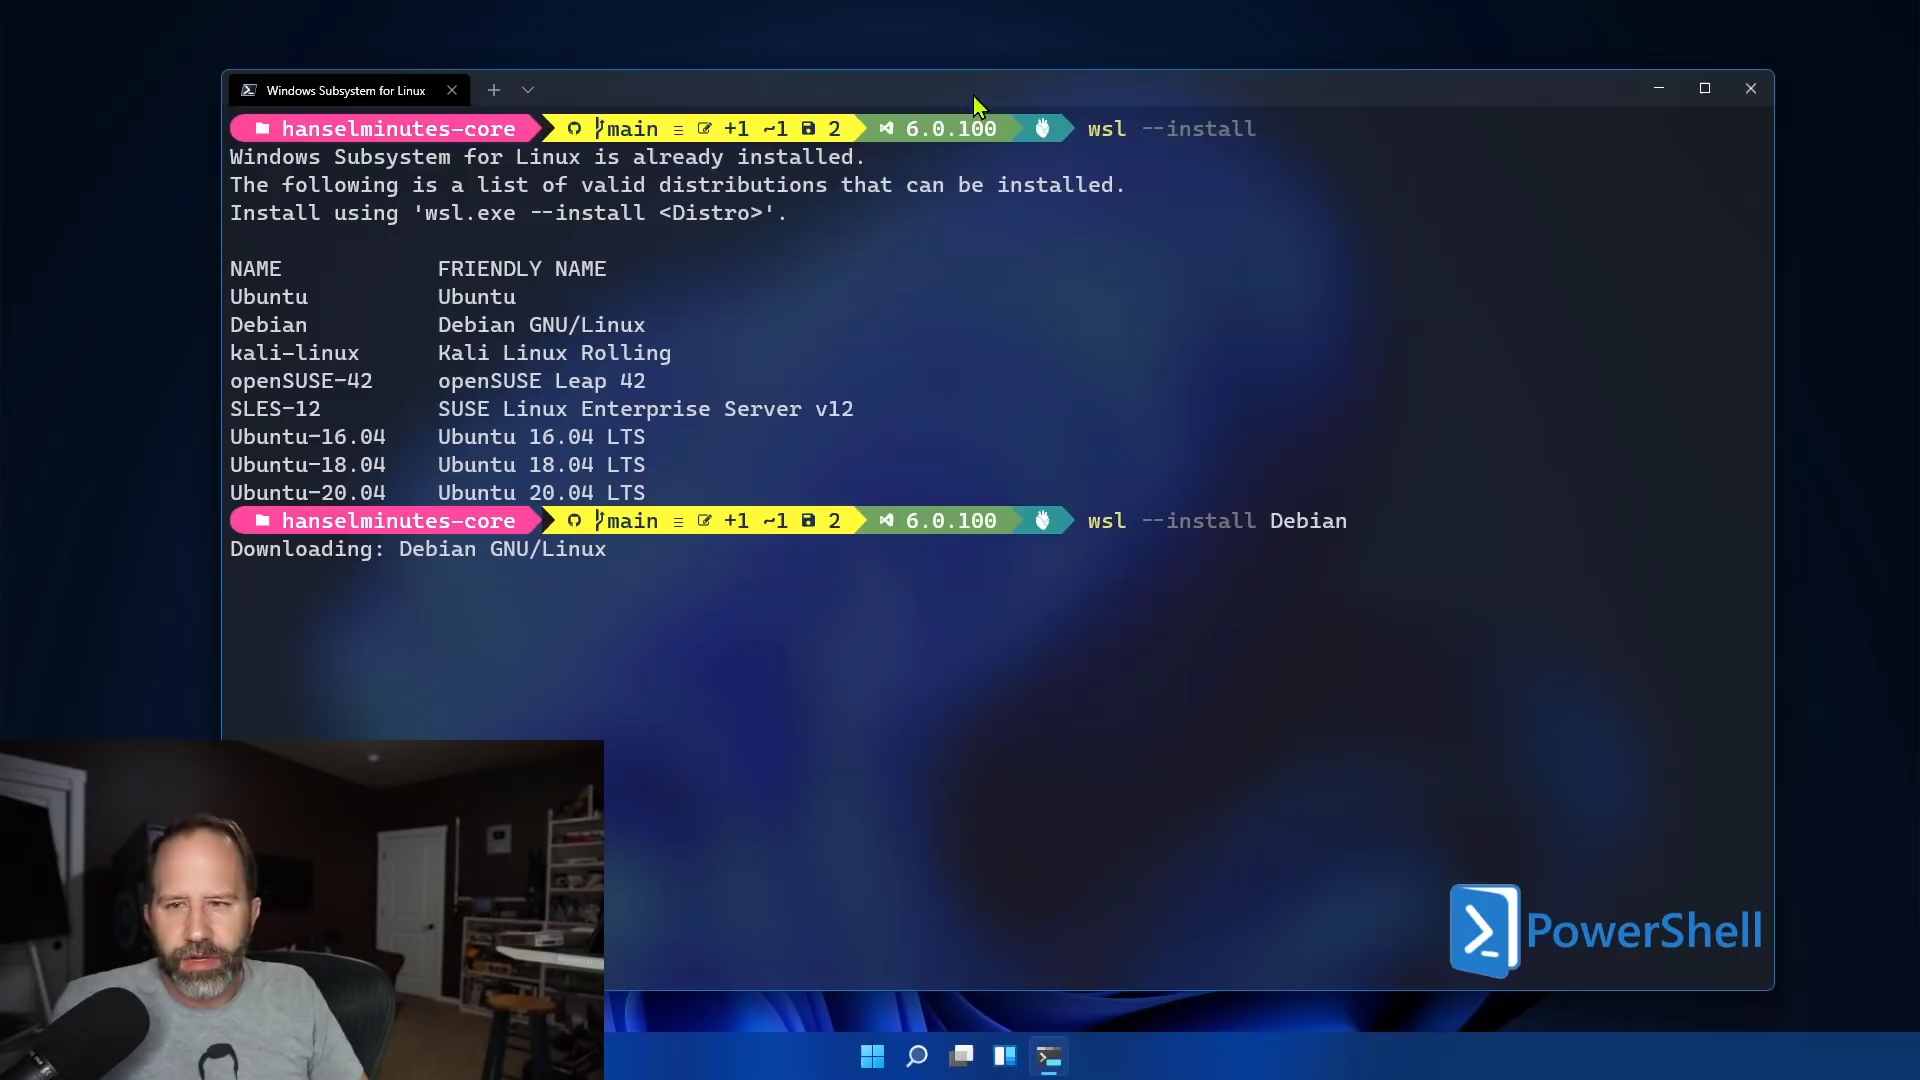 Windows Subsystem for Linux
hanselminutes-core main ≡ +1 ~1 2 6.0.100 wsl --install
Windows Subsystem for Linux is already installed.
The following is a list of valid distributions that can be installed.
Install using 'wsl.exe --install <Distro>'.
NAME FRIENDLY NAME
Ubuntu Ubuntu
Debian Debian GNU/Linux
kali-linux Kali Linux Rolling
openSUSE-42 openSUSE Leap 42
SLES-12 SUSE Linux Enterprise Server v12
Ubuntu-16.04 Ubuntu 16.04 LTS
Ubuntu-18.04 Ubuntu 18.04 LTS
Ubuntu-20.04 Ubuntu 20.04 LTS
hanselminutes-core main ≡ +1 ~1 2 6.0.100 wsl --install Debian
Downloading: Debian GNU/Linux
PowerShell